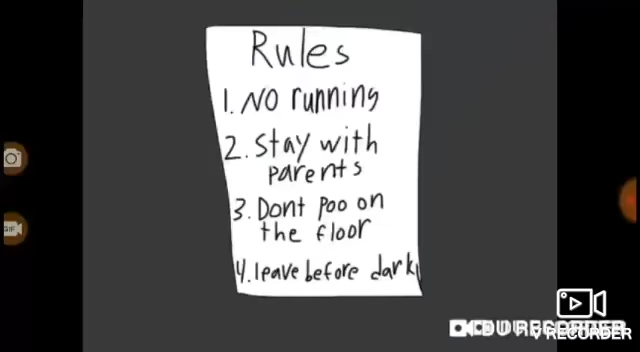 Rules
1. NO running
2. Stay with
parents
3. Dont poo on
the floor
4. leave before dark
GIF
V RECORDER